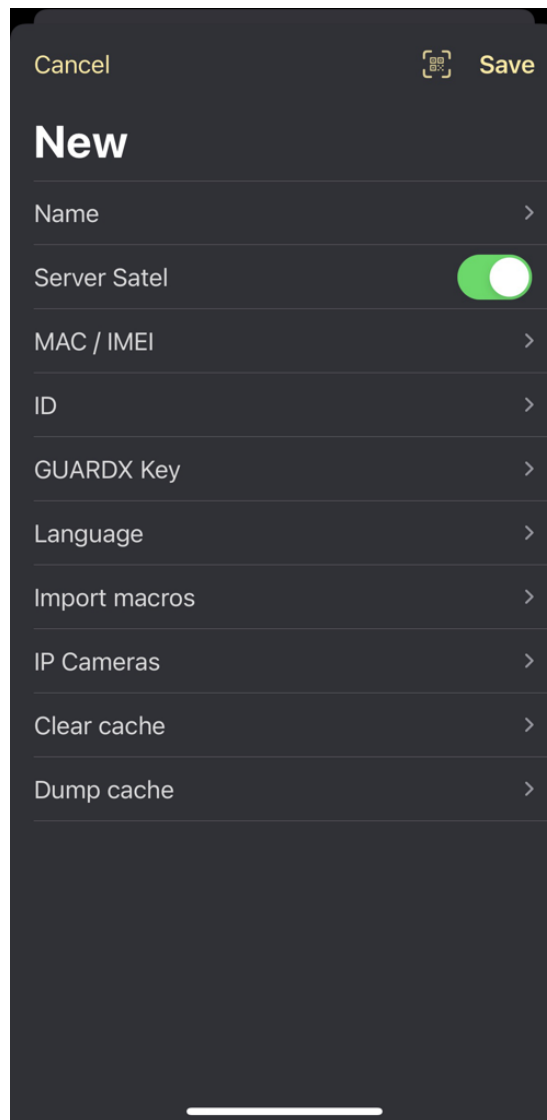 Cancel Save
New
Name
Server Satel
MAC / IMEI
ID
GUARDX Key
Language
Import macros
IP Cameras
Clear cache
Dump cache